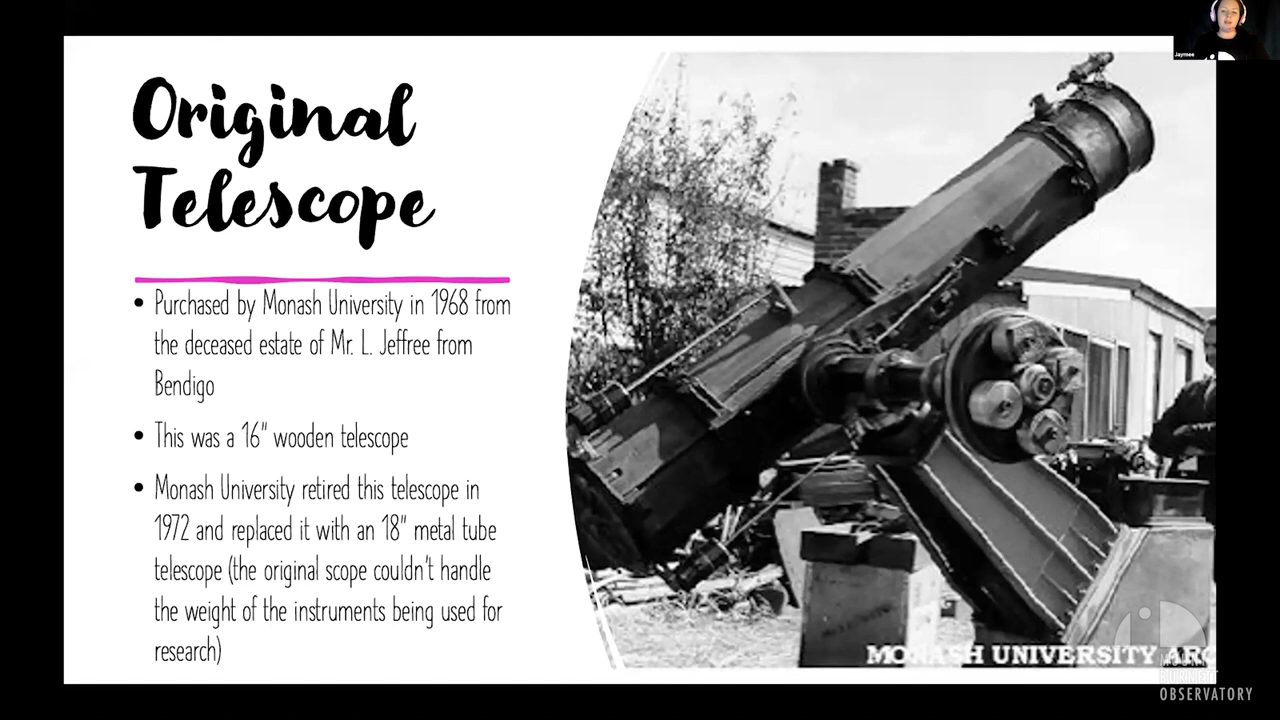 Jaymee
Original
Telescope
• Purchased by Monash University in 1968 from
the deceased estate of Mr. L. Jeffree from
Bendigo
• This was a 16" wooden telescope
• Monash University retired this telescope in
1972 and replaced it with an 18" metal tube
telescope (the original scope couldn't handle
the weight of the instruments being used for
research)
MONASH UNIVERSITY ARC
MOUNT
BURNETT
OBSERVATORY